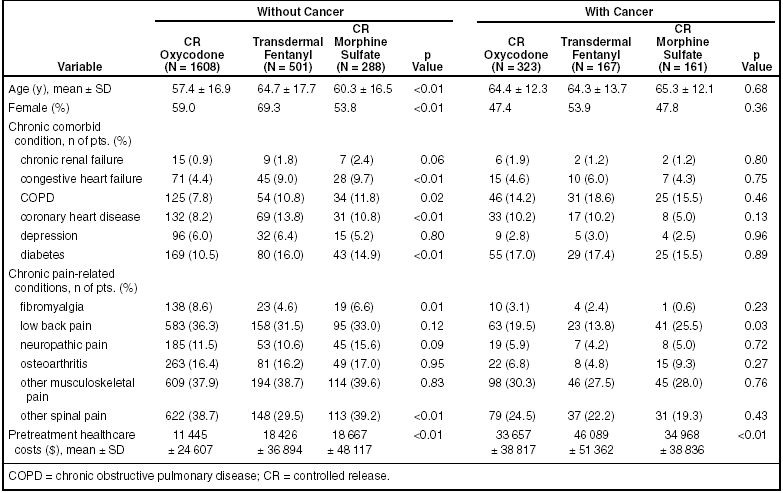 Without Cancer With Cancer
CR CR
Oxycodone Transdermal Morphine p CR Transdermal CR Morphine p
Variable (N = 1608) Fentanyl (N = 501) Sulfate (N = 288) Value Oxycodone (N = 323) Fentanyl (N = 167) Sulfate (N = 161) Value
Age (y), mean ± SD 57.4 ± 16.9 64.7 ± 17.7 60.3 ± 16.5 <0.01 64.4 ± 12.3 64.3 ± 13.7 65.3 ± 12.1 0.68
Female (%) 59.0 69.3 53.8 <0.01 47.4 53.9 47.8 0.36
Chronic comorbid
condition, n of pts. (%)
chronic renal failure 15 (0.9) 9 (1.8) 7 (2.4) 0.06 6 (1.9) 2 (1.2) 2 (1.2) 0.80
congestive heart failure 71 (4.4) 45 (9.0) 28 (9.7) <0.01 15 (4.6) 10 (6.0) 7 (4.3) 0.75
COPD 125 (7.8) 54 (10.8) 34 (11.8) 0.02 46 (14.2) 31 (18.6) 25 (15.5) 0.46
coronary heart disease 132 (8.2) 69 (13.8) 31 (10.8) <0.01 33 (10.2) 17 (10.2) 8 (5.0) 0.13
depression 96 (6.0) 32 (6.4) 15 (5.2) 0.80 9 (2.8) 5 (3.0) 4 (2.5) 0.96
diabetes 169 (10.5) 80 (16.0) 43 (14.9) <0.01 55 (17.0) 29 (17.4) 25 (15.5) 0.89
Chronic pain-related
conditions, n of pts. (%)
fibromyalgia 138 (8.6) 23 (4.6) 19 (6.6) 0.01 10 (3.1) 4 (2.4) 1 (0.6) 0.23
low back pain 583 (36.3) 158 (31.5) 95 (33.0) 0.12 63 (19.5) 23 (13.8) 41 (25.5) 0.03
neuropathic pain 185 (11.5) 53 (10.6) 45 (15.6) 0.09 19 (5.9) 7 (4.2) 8 (5.0) 0.72
osteoarthritis 263 (16.4) 81 (16.2) 49 (17.0) 0.95 22 (6.8) 8 (4.8) 15 (9.3) 0.27
other musculoskeletal 609 (37.9) 194 (38.7) 114 (39.6) 0.83 98 (30.3) 46 (27.5) 45 (28.0) 0.76
pain
other spinal pain 622 (38.7) 148 (29.5) 113 (39.2) <0.01 79 (24.5) 37 (22.2) 31 (19.3) 0.43
Pretreatment healthcare 11 445 18 426 18 667 <0.01 33 657 46 089 34 968 <0.01
costs ($), mean ± SD ± 24 607 ± 36 894 ± 48 117 ± 38 817 ± 51 362 ± 38 836
COPD = chronic obstructive pulmonary disease; CR = controlled release.